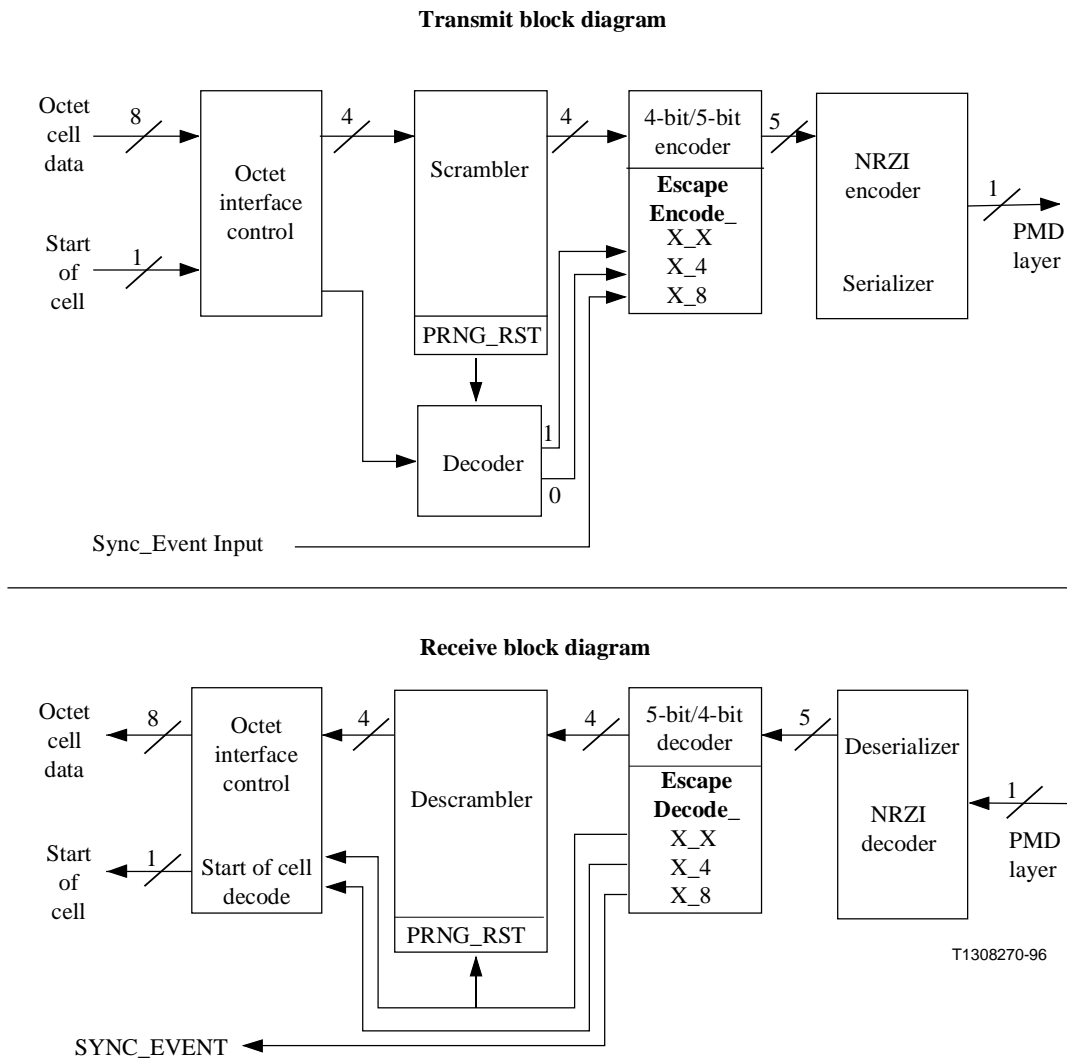 Transmit block diagram
Octet
cell
data
8
Octet
interface
control
4
Scrambler
4
4-bit/5-bit
encoder
5
NRZI
encoder
Serializer
1
PMD
layer
Start
of
cell
1
Escape
Encode_
X_X
X_4
X_8
PRNG_RST
Decoder
1
0
Sync_Event Input
Receive block diagram
Octet
cell
data
8
Octet
interface
control
4
Descrambler
4
5-bit/4-bit
decoder
5
Deserializer
NRZI
decoder
1
PMD
layer
Start
of
cell
1
Start of cell
decode
Escape
Decode_
X_X
X_4
X_8
PRNG_RST
T1308270-96
SYNC_EVENT